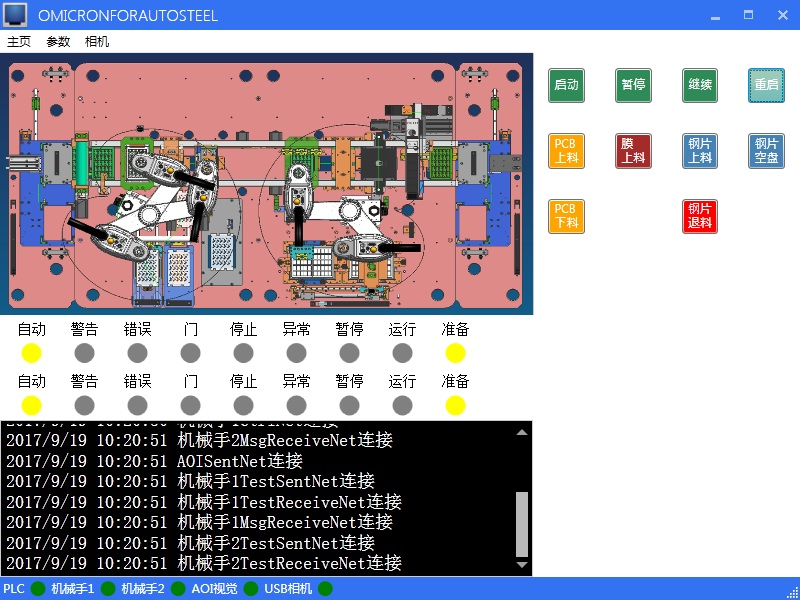 OMICRONFORAUTOSTEEL
主页 参数 相机
启动 暂停 继续 重启
PCB
上料
膜
上料
钢片
上料
钢片
空盘
PCB
下料
钢片
退料
自动 警告 错误 门 停止 异常 暂停 运行 准备
自动 警告 错误 门 停止 异常 暂停 运行 准备
2017/9/19 10:20:51 机械手2MsgReceiveNet连接
2017/9/19 10:20:51 AOISentNet连接
2017/9/19 10:20:51 机械手1TestSentNet连接
2017/9/19 10:20:51 机械手1TestReceiveNet连接
2017/9/19 10:20:51 机械手1MsgReceiveNet连接
2017/9/19 10:20:51 机械手2TestSentNet连接
2017/9/19 10:20:51 机械手2TestReceiveNet连接
PLC 机械手1 机械手2 AOI视觉 USB相机